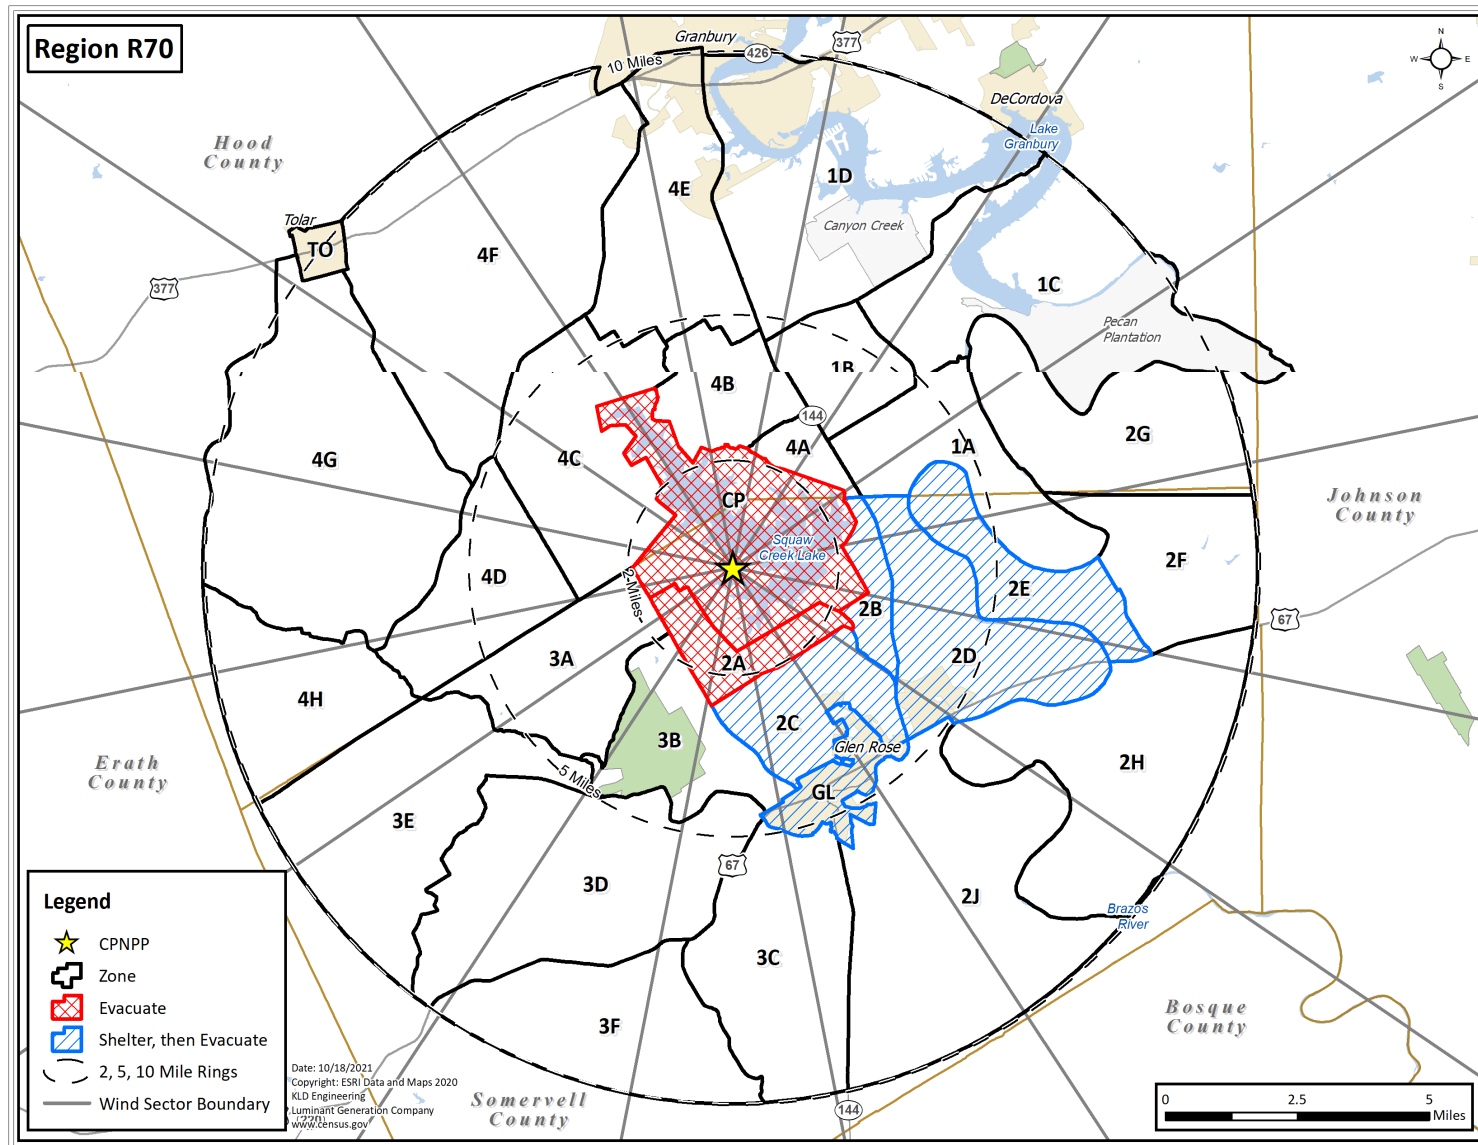 Region R70
Granbury
426
377
10 Miles
N
W
E
S
DeCordova
Lake
Granbury
Hood
County
4E
1D
Tolar
TO
4F
Canyon Creek
377
1C
Pecan
Plantation
1B
4B
144
2G
4A
1A
4G
4C
CP
Johnson
County
Squaw
Creek Lake
2F
4D
2 Miles
2E
2B
67
3A
2A
2D
4H
2C
3B
Glen Rose
2H
Erath
County
5 Miles
GL
3E
67
3D
2J
Brazos
River
3C
Bosque
County
3F
Legend
CPNPP
Zone
Evacuate
Shelter, then Evacuate
2, 5, 10 Mile Rings
Wind Sector Boundary
Date: 10/18/2021
Copyright: ESRI Data and Maps 2020
KLD Engineering
Luminant Generation Company
www.census.gov
220
Somervell
County
144
0
2.5
5
Miles